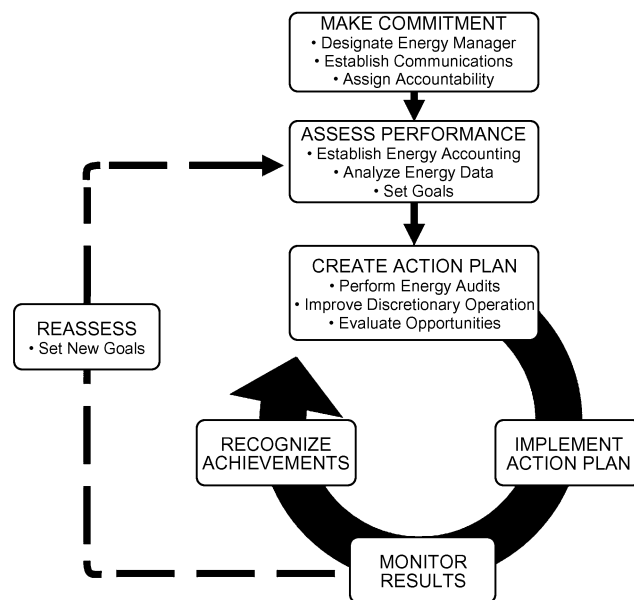 MAKE COMMITMENT
• Designate Energy Manager
• Establish Communications
• Assign Accountability
ASSESS PERFORMANCE
• Establish Energy Accounting
• Analyze Energy Data
• Set Goals
CREATE ACTION PLAN
• Perform Energy Audits
• Improve Discretionary Operation
• Evaluate Opportunities
REASSESS
• Set New Goals
RECOGNIZE
ACHIEVEMENTS
IMPLEMENT
ACTION PLAN
MONITOR
RESULTS